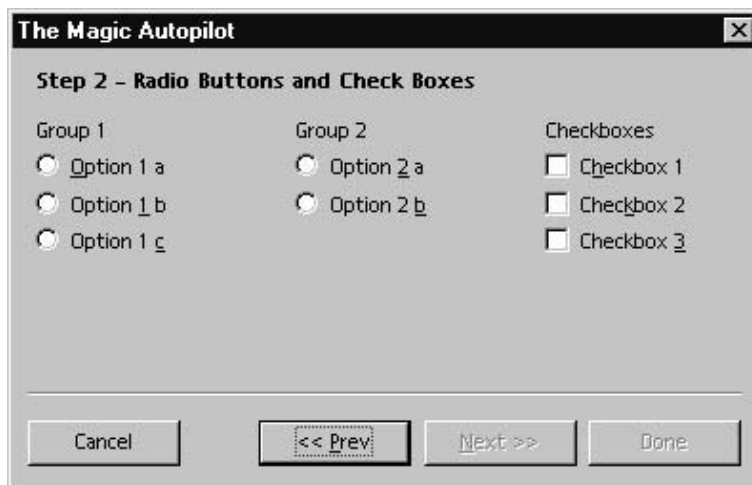 The Magic Autopilot
Step 2 - Radio Buttons and Check Boxes
Group 1 Group 2 Checkboxes
Option 1 a Option 2 a Checkbox 1
Option 1 b Option 2 b Checkbox 2
Option 1 c Checkbox 3
Cancel << Prev Next >> Done